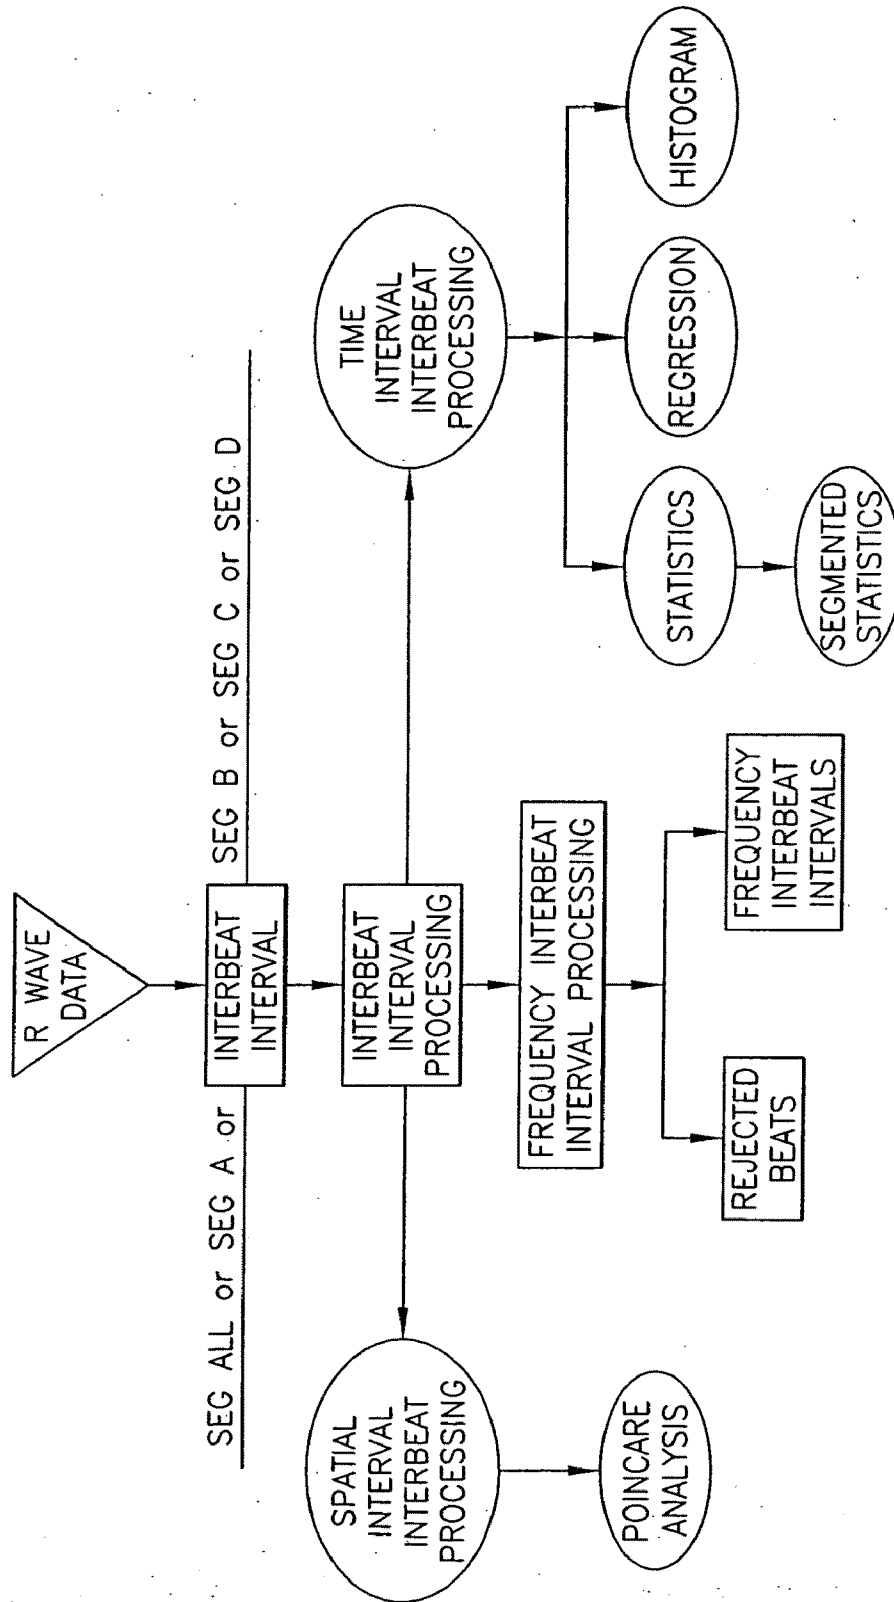 R WAVE
DATA
SEG ALL or SEG A or
INTERBEAT
INTERVAL
SEG B or SEG C or SEG D
SPATIAL
INTERVAL
INTERBEAT
PROCESSING
INTERBEAT
INTERVAL
PROCESSING
TIME
INTERVAL
INTERBEAT
PROCESSING
POINCARE
ANALYSIS
FREQUENCY INTERBEAT
INTERVAL PROCESSING
STATISTICS
REGRESSION
HISTOGRAM
REJECTED
BEATS
FREQUENCY
INTERBEAT
INTERVALS
SEGMENTED
STATISTICS